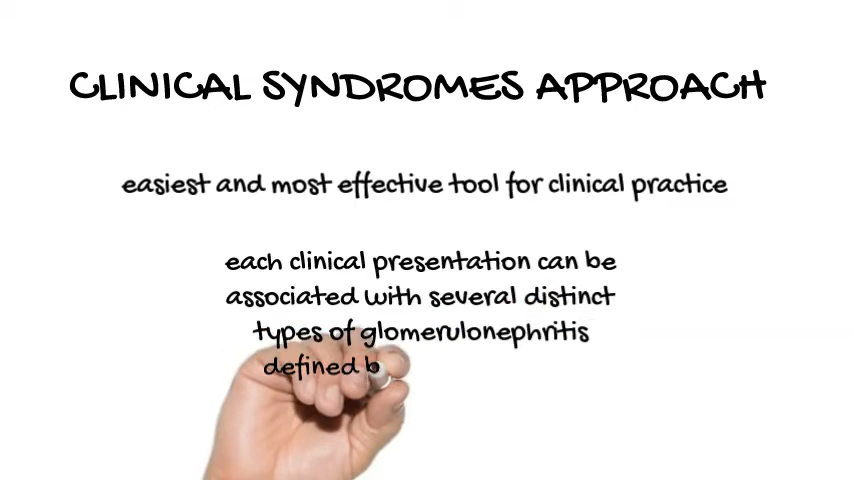 CLINICAL SYNDROMES APPROACH
easiest and most effective tool for clinical practice
each clinical presentation can be
associated with several distinct
types of glomerulonephritis
defined b